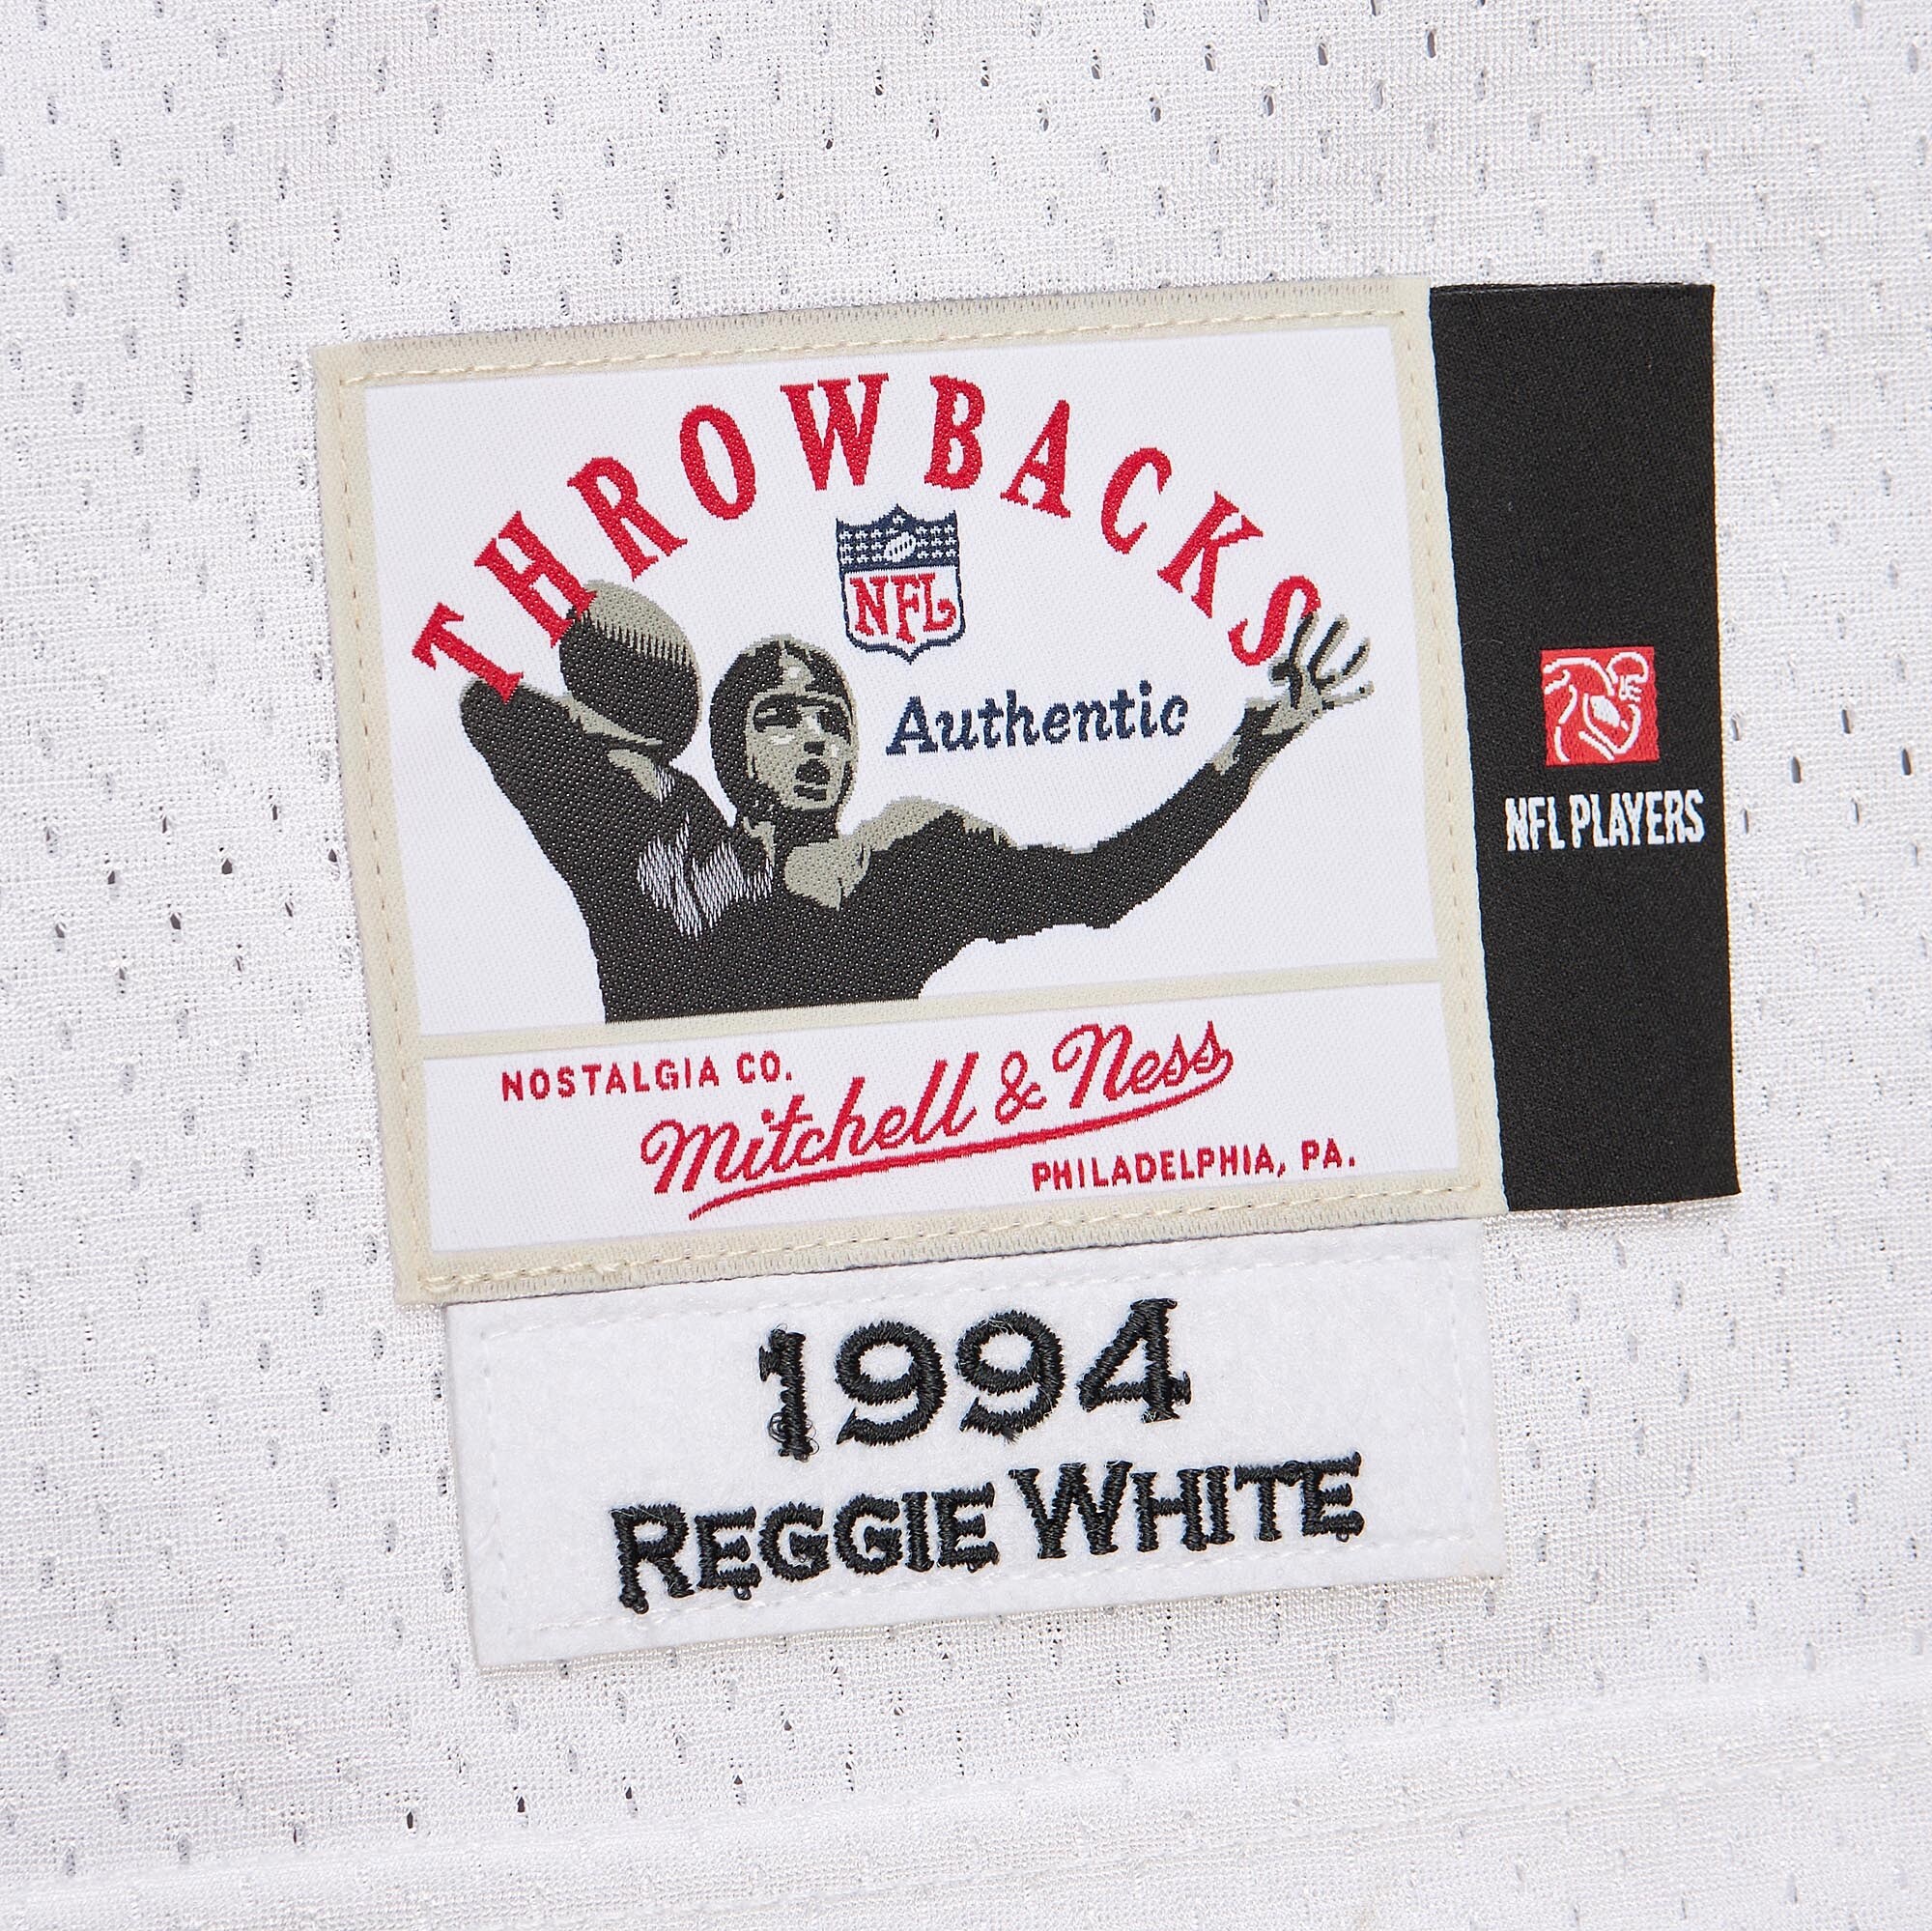 THROWBACKS
NFL
Authentic
NFL PLAYERS
NOSTALGIA CO.
Mitchell & Ness
PHILADELPHIA, PA.
1994
REGGIE WHITE